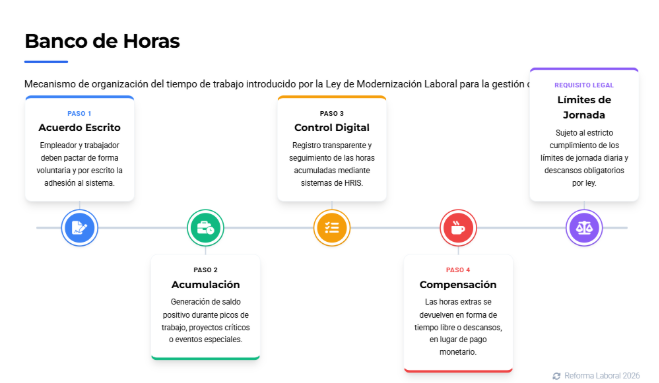 Banco de Horas
Mecanismo de organización del tiempo de trabajo introducido por la Ley de Modernización Laboral para la gestión
PASO 1
Acuerdo Escrito
Empleador y trabajador
deben pactar de forma
voluntaria y por escrito la
adhesión al sistema.
PASO 2
Acumulación
Generación de saldo
positivo durante picos de
trabajo, proyectos críticos
o eventos especiales.
PASO 3
Control Digital
Registro transparente y
seguimiento de las horas
acumuladas mediante
sistemas de HRIS.
PASO 4
Compensación
Las horas extras se
devuelven en forma de
tiempo libre o descansos,
en lugar de pago
monetario.
REQUISITO LEGAL
Límites de
Jornada
Sujeto al estricto
cumplimiento de los
límites de jornada diaria y
descansos obligatorios
por ley.
Reforma Laboral 2026